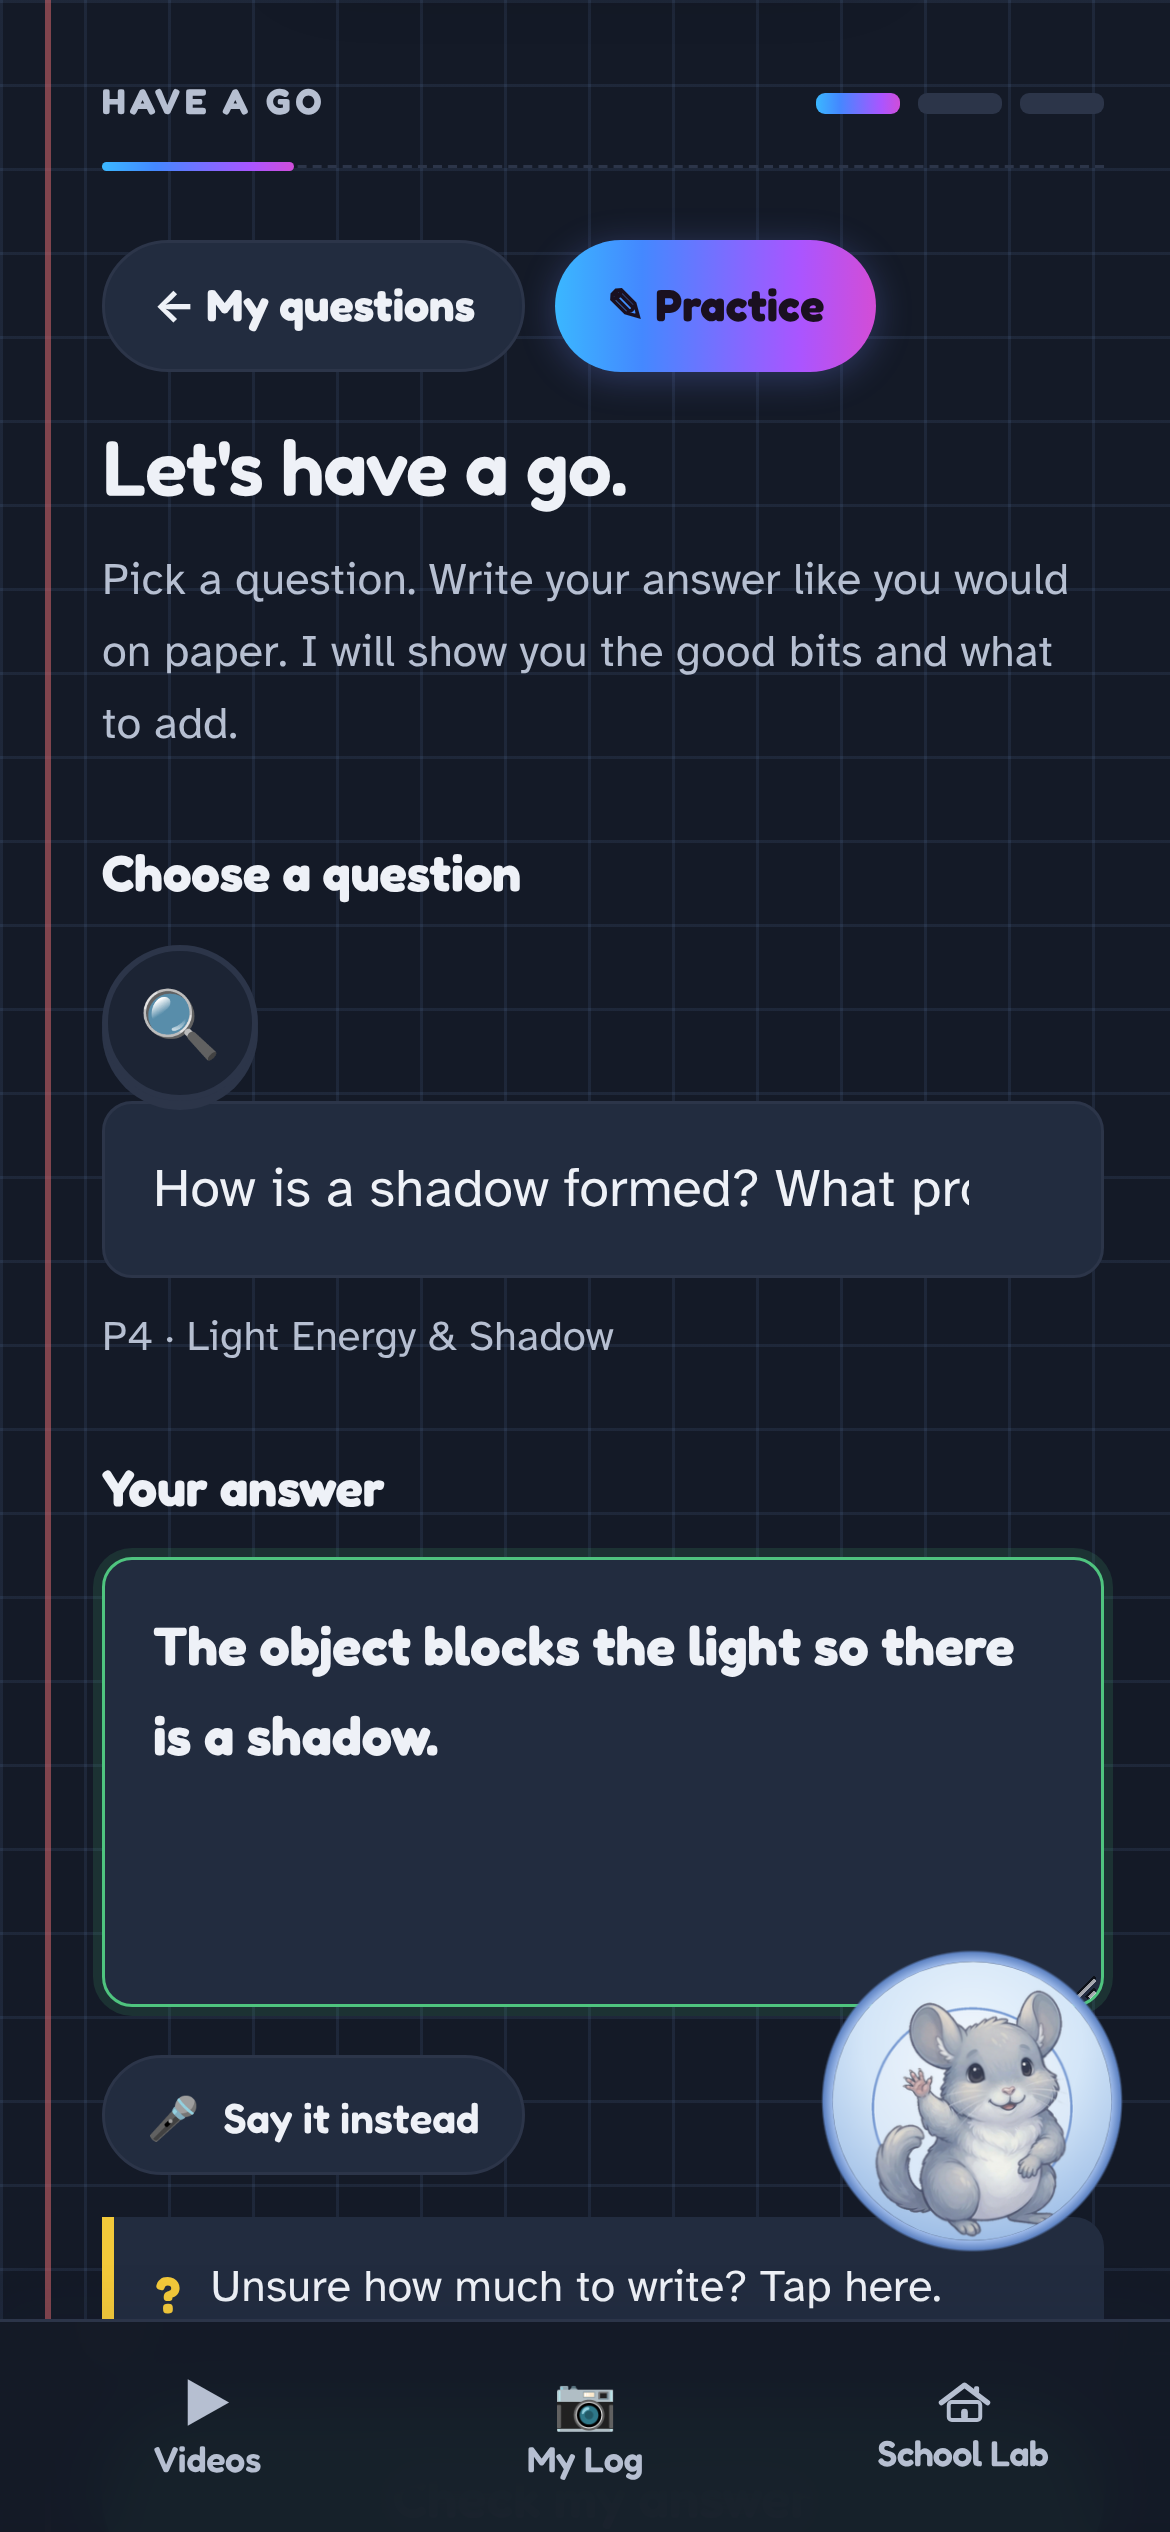 HAVE A GO
← My questions
✎ Practice
Let's have a go.
Pick a question. Write your answer like you would
on paper. I will show you the good bits and what
to add.
Choose a question
How is a shadow formed? What
P4 · Light Energy & Shadow
Your answer
The object blocks the light so there
is a shadow.
Say it instead
? Unsure how much to write? Tap here.
Videos
My Log
School Lab